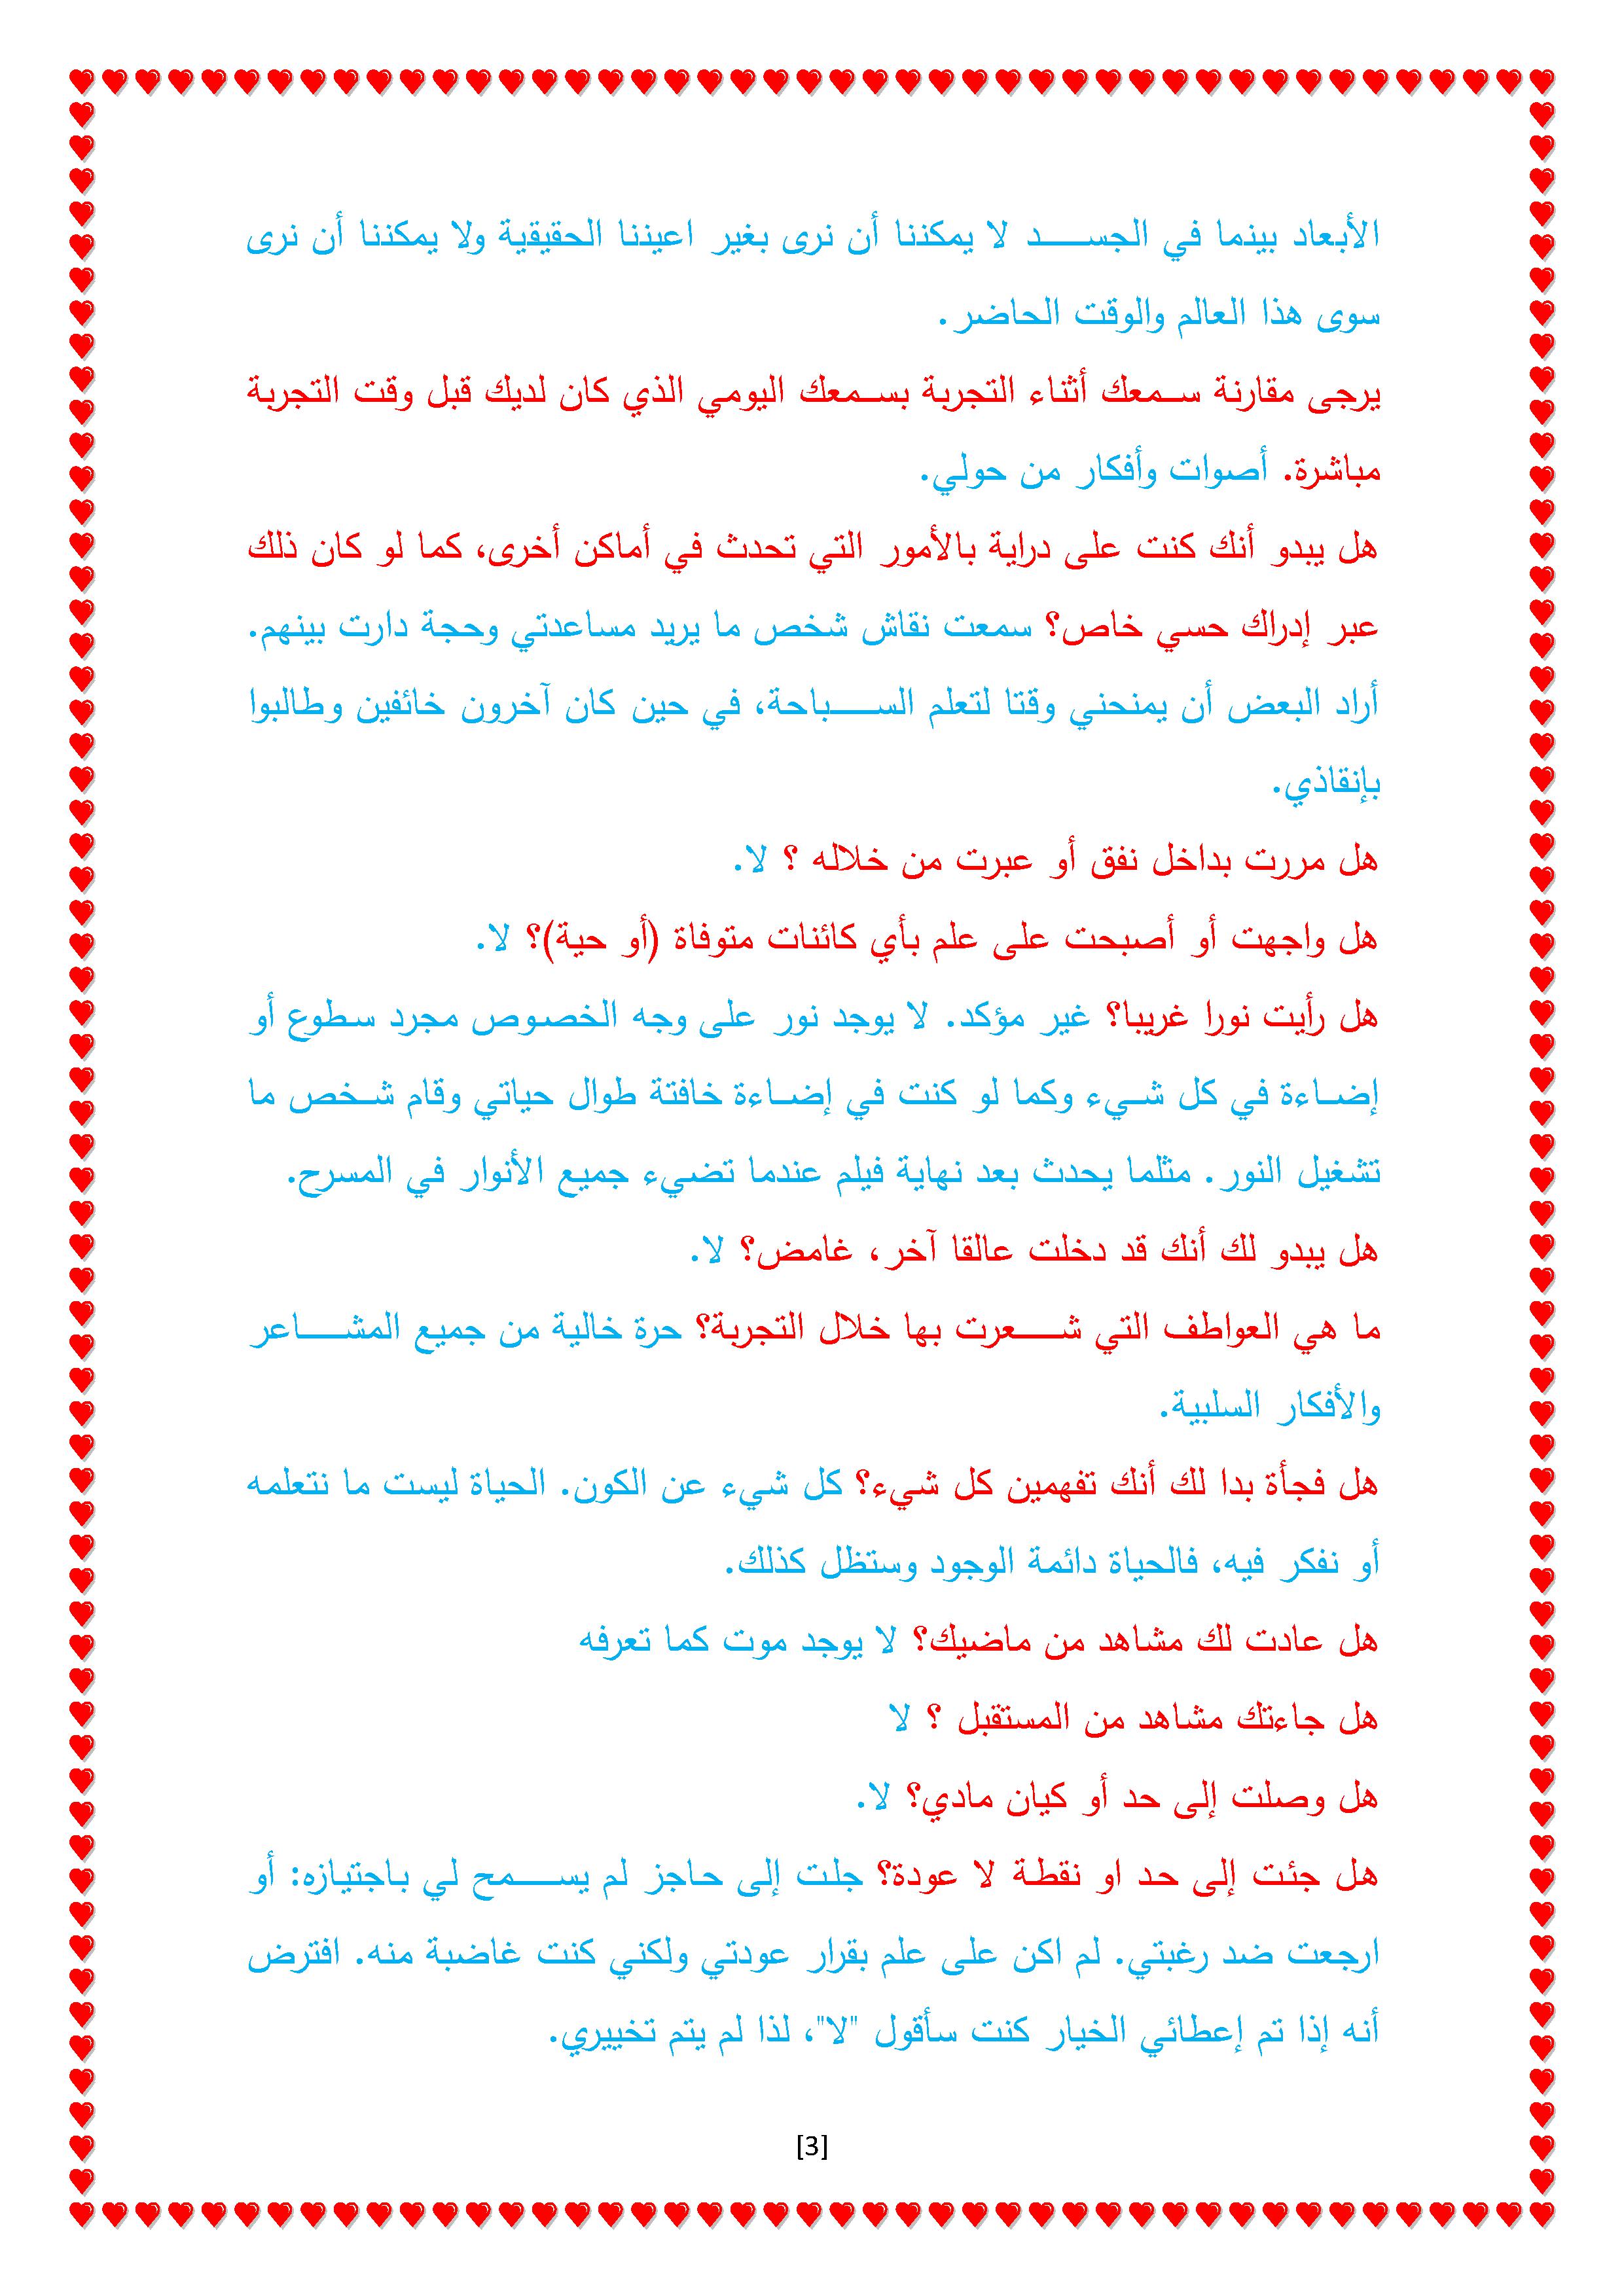 الأبعاد بينما في الجســـــد لا يمكننا أن نرى بغير اعيننا الحقيقية ولا يمكننا أن نرى
سوى هذا العالم والوقت الحاضر.
يرجى مقارنة ســمعك أثناء التجربة بســمعك اليومي الذي كان لديك قبل وقت التجربة
مباشرة. أصوات وأفكار من حولي.
هل يبدو أنك كنت على دراية بالأمور التي تحدث في أماكن أخرى، كما لو كان ذلك
عبر إدراك حسي خاص؟ سمعت نقاش شخص ما يريد مساعدتي وحجة دارت بينهم.
أراد البعض أن يمنحني وقتا لتعلم الســـــباحة، في حين كان آخرون خائفين وطالبوا
بإنقاذي.
هل مررت بداخل نفق أو عبرت من خلاله ؟ لا.
هل واجهت أو أصبحت على علم بأي كائنات متوفاة (أو حية)؟ لا.
هل رأيت نورا غريبا؟ غير مؤكد. لا يوجد نور على وجه الخصوص مجرد سطوع أو
إضــاءة في كل شــيء وكما لو كنت في إضــاءة خافتة طوال حياتي وقام شــخص ما
تشغيل النور. مثلما يحدث بعد نهاية فيلم عندما تضيء جميع الأنوار في المسرح.
هل يبدو لك أنك قد دخلت عالقا آخر، غامض؟ لا.
ما هي العواطف التي شـــــعرت بها خلال التجربة؟ حرة خالية من جميع المشـــــاعر
والأفكار السلبية.
هل فجأة بدا لك أنك تفهمين كل شيء؟ كل شيء عن الكون. الحياة ليست ما نتعلمه
أو نفكر فيه، فالحياة دائمة الوجود وستظل كذلك.
هل عادت لك مشاهد من ماضيك؟ لا يوجد موت كما تعرفه
هل جاءتك مشاهد من المستقبل ؟ لا
هل وصلت إلى حد أو كيان مادي؟ لا.
هل جئت إلى حد او نقطة لا عودة؟ جلت إلى حاجز لم يســــمح لي باجتيازه: أو
ارجعت ضد رغبتي. لم اكن على علم بقرار عودتي ولكني كنت غاضبة منه. افترض
أنه إذا تم إعطائي الخيار كنت سأقول "لا"، لذا لم يتم تخييري.
[3]